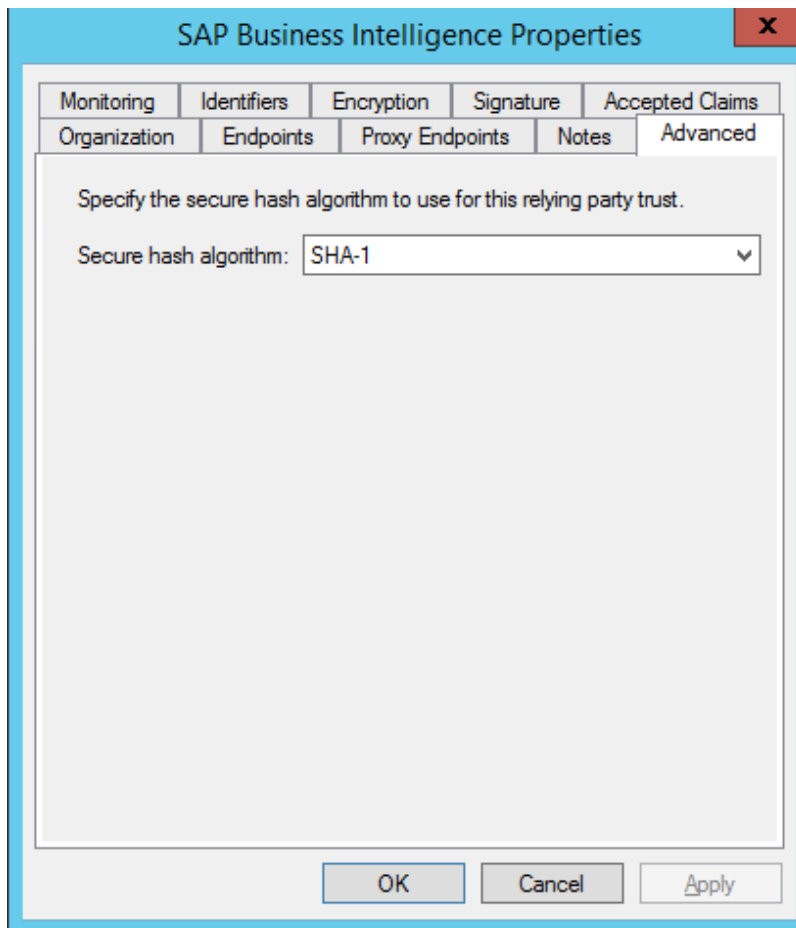 SAP Business Intelligence Properties
x
Monitoring Identifiers Encryption Signature Accepted Claims
Organization Endpoints Proxy Endpoints Notes Advanced
Specify the secure hash algorithm to use for this relying party trust.
Secure hash algorithm: SHA-1
OK Cancel Apply